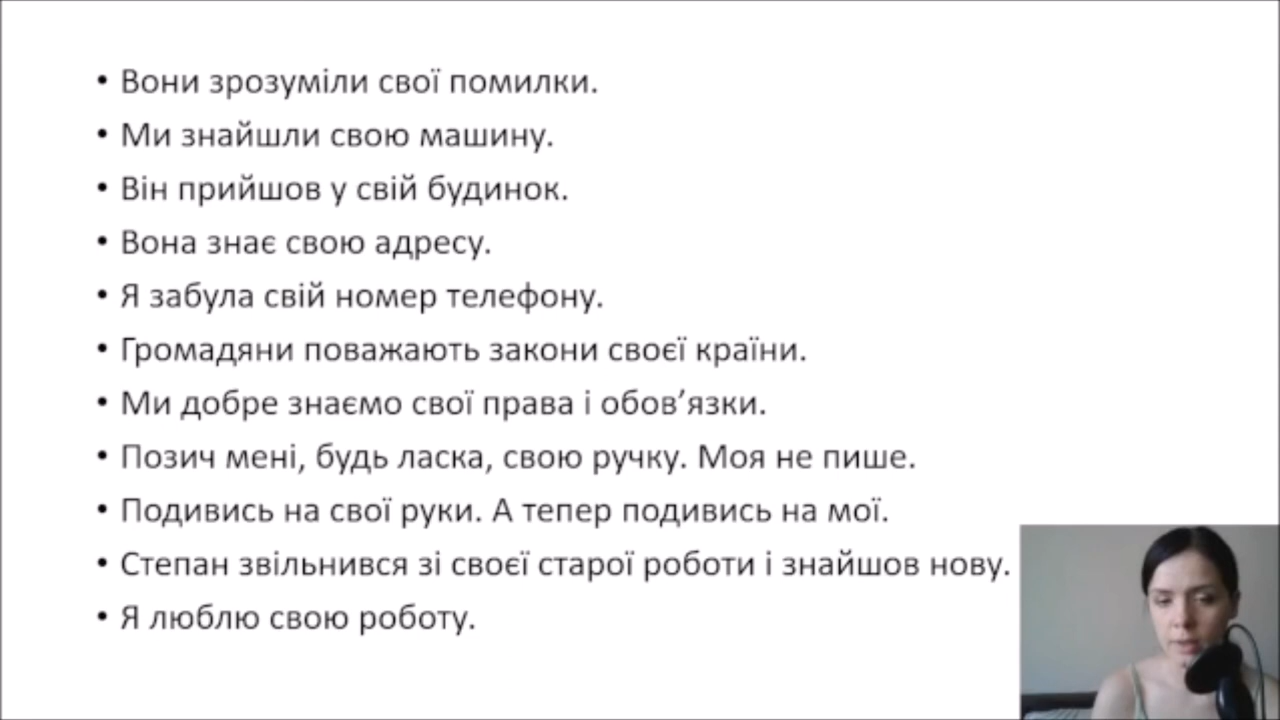 • Вони зрозуміли свої помилки.
• Ми знайшли свою машину.
• Він прийшов у свій будинок.
• Вона знає свою адресу.
• Я забула свій номер телефону.
• Громадяни поважають закони своєї країни.
• Ми добре знаємо свої права і обов’язки.
• Позич мені, будь ласка, свою ручку. Моя не пише.
• Подивись на свої руки. А тепер подивись на мої.
• Степан звільнився зі своєї старої роботи і знайшов нову.
• Я люблю свою роботу.